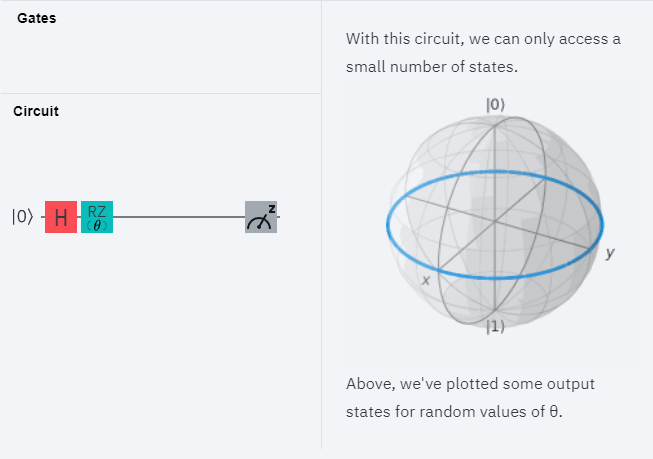 Gates
Circuit
|0⟩ H RZ z
(θ)
With this circuit, we can only access a
small number of states.
|0⟩
x
y
|1⟩
Above, we've plotted some output
states for random values of θ.